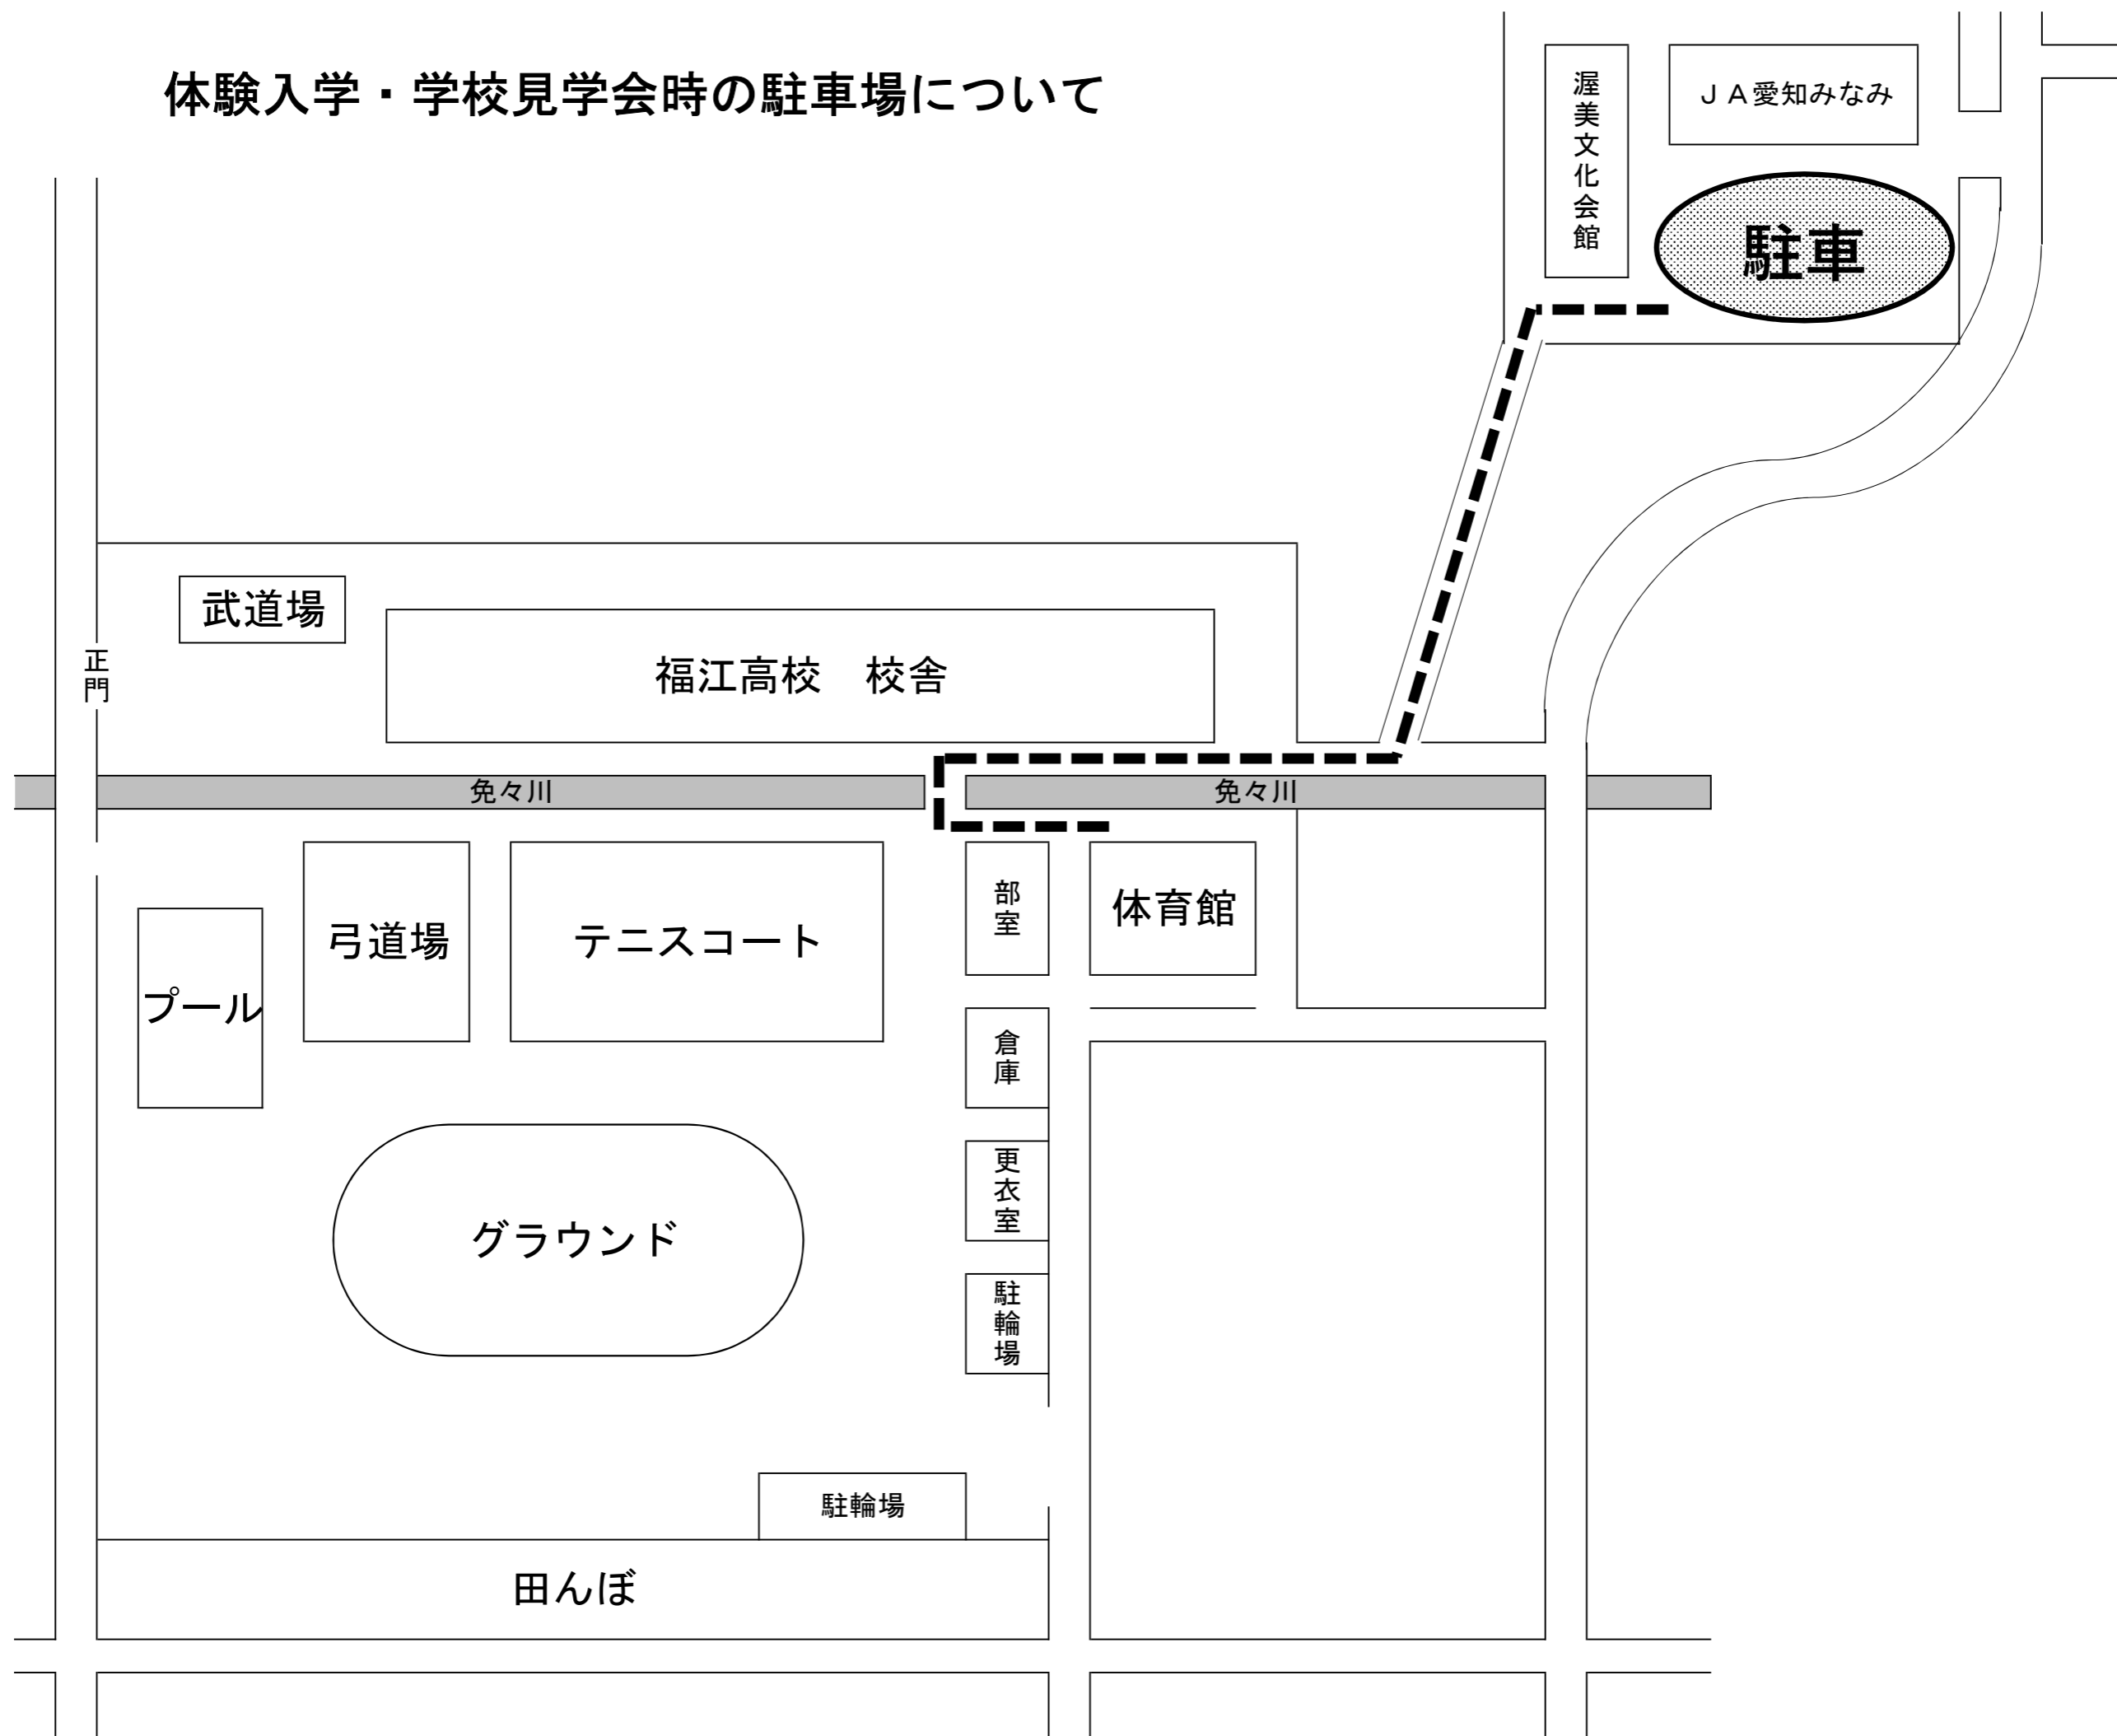 体験入学・学校見学会時の駐車場について
渥美文化会館
ＪＡ愛知みなみ
駐車
武道場
正門
福江高校　校舎
免々川
免々川
部室
体育館
弓道場
テニスコート
プール
倉庫
更衣室
グラウンド
駐輪場
駐輪場
田んぼ